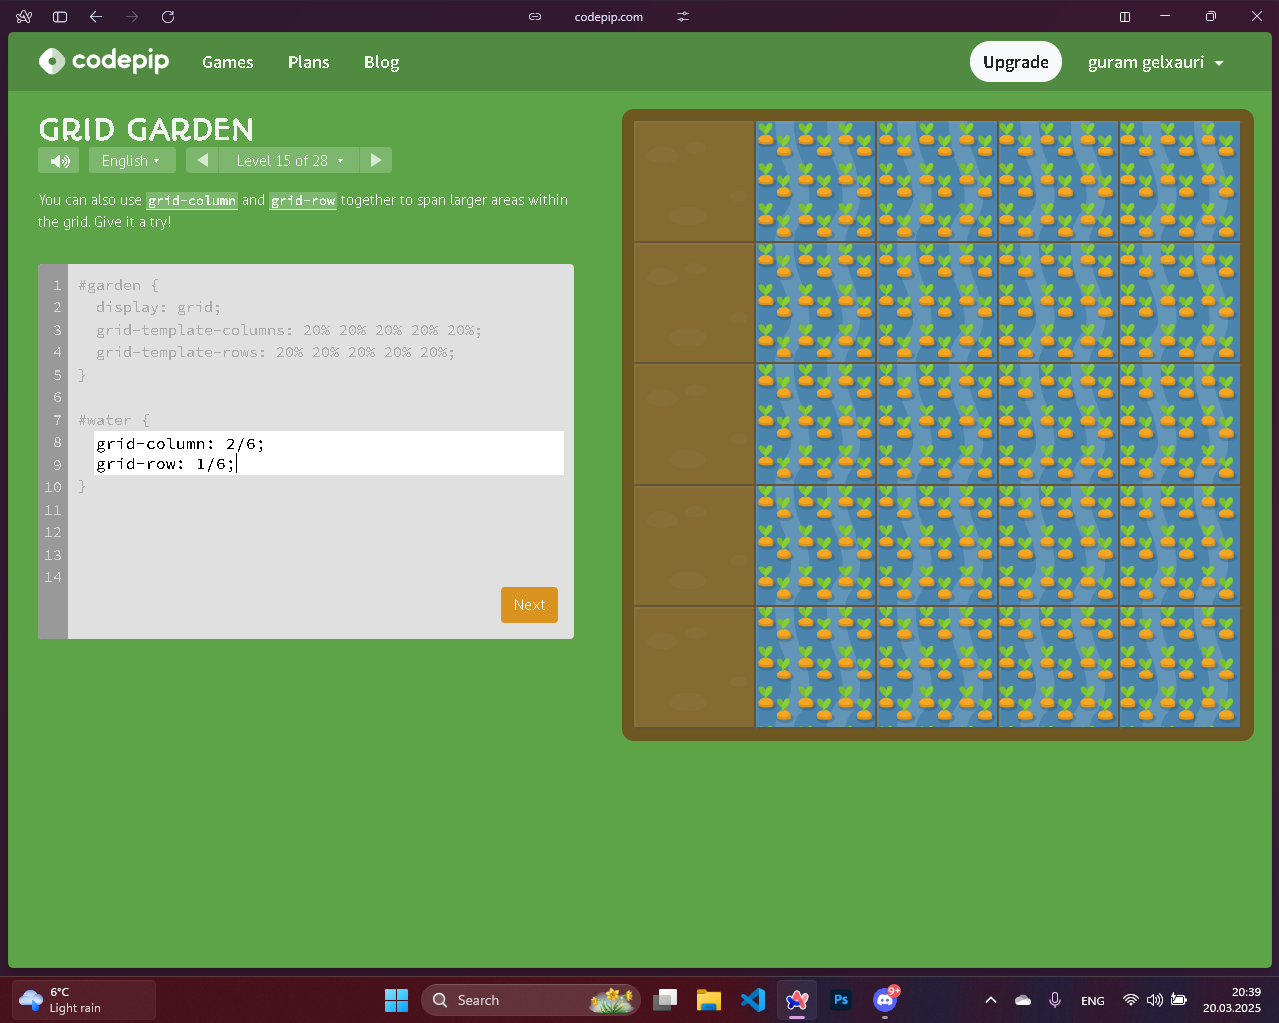 codepip.com
codepip
Games
Plans
Blog
Upgrade
guram gelxauri
GRID GARDEN
English
Level 15 of 28
You can also use grid-column and grid-row together to span larger areas within
the grid. Give it a try!
1 #garden {
2 display: grid;
3 grid-template-columns: 20% 20% 20% 20% 20%;
4 grid-template-rows: 20% 20% 20% 20% 20%;
5 }
6
7 #water {
8 grid-column: 2/6;
9 grid-row: 1/6;
10 }
11
12
13
14
Next
6°C
Light rain
Search
Ps
9+
ENG
20:39
20.03.2025